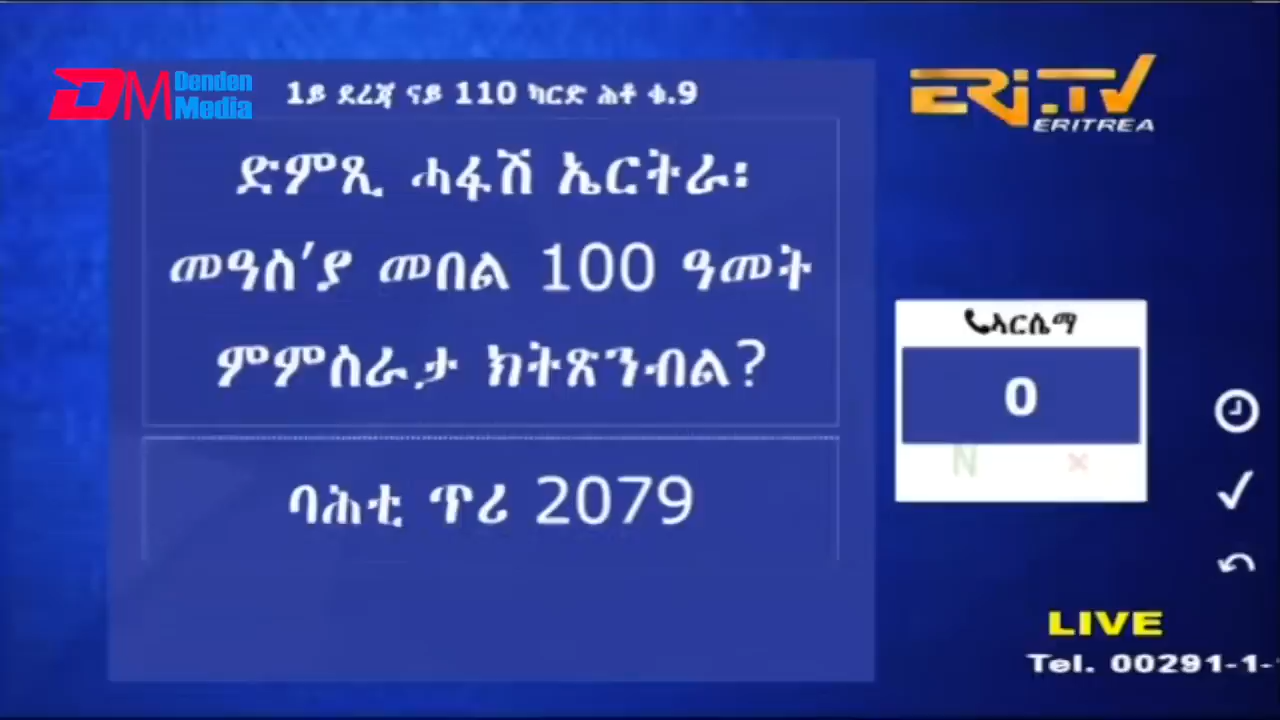 DM Denden Media
1ይ ደረጃ ናይ 110 ካርድ ሕቶ ቁ.9
ERi.TV
ERITREA
ድምጺ ሓፋሽ ኤርትራ፡
መዓስ’ያ መበል 100 ዓመት
ምምስራታ ክትጽንብል?
ኣርሴማ
0
N ×
ባሕቲ ጥሪ 2079
LIVE
Tel. 00291-1-